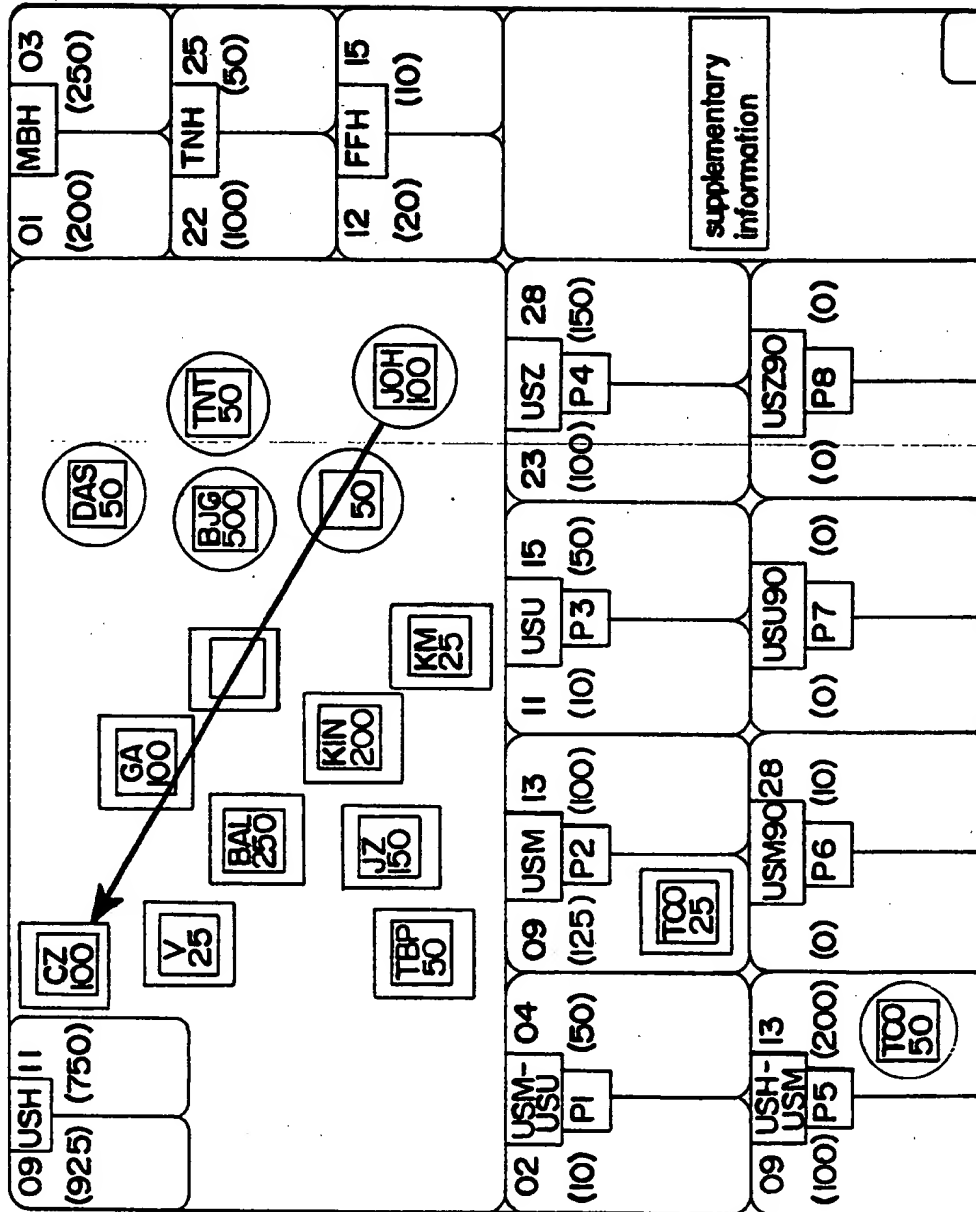 09 USH 11
(925) (750)
CZ
100
V
25
TBP
50
GA
100
BAL
250
JZ
150
KIN
200
KM
25
DAS
50
BJG
500
TNT
50
50
JOH
100
01 MBH 03
(200) (250)
22 TNH 25
(100) (50)
12 FFH 15
(20) (10)
02 USM- 04
USU
(10) P1 (50)
09 USM 13
(125) P2 (100)
TCO
25
11 USU 15
(10) P3 (50)
23 USZ 28
(100) P4 (150)
09 USH- 13
USM
(100) P5 (200)
TCO
50
USM90 28
(0) P6 (10)
USU90
(0) P7 (0)
USZ90
(0) P8 (0)
supplementary
information